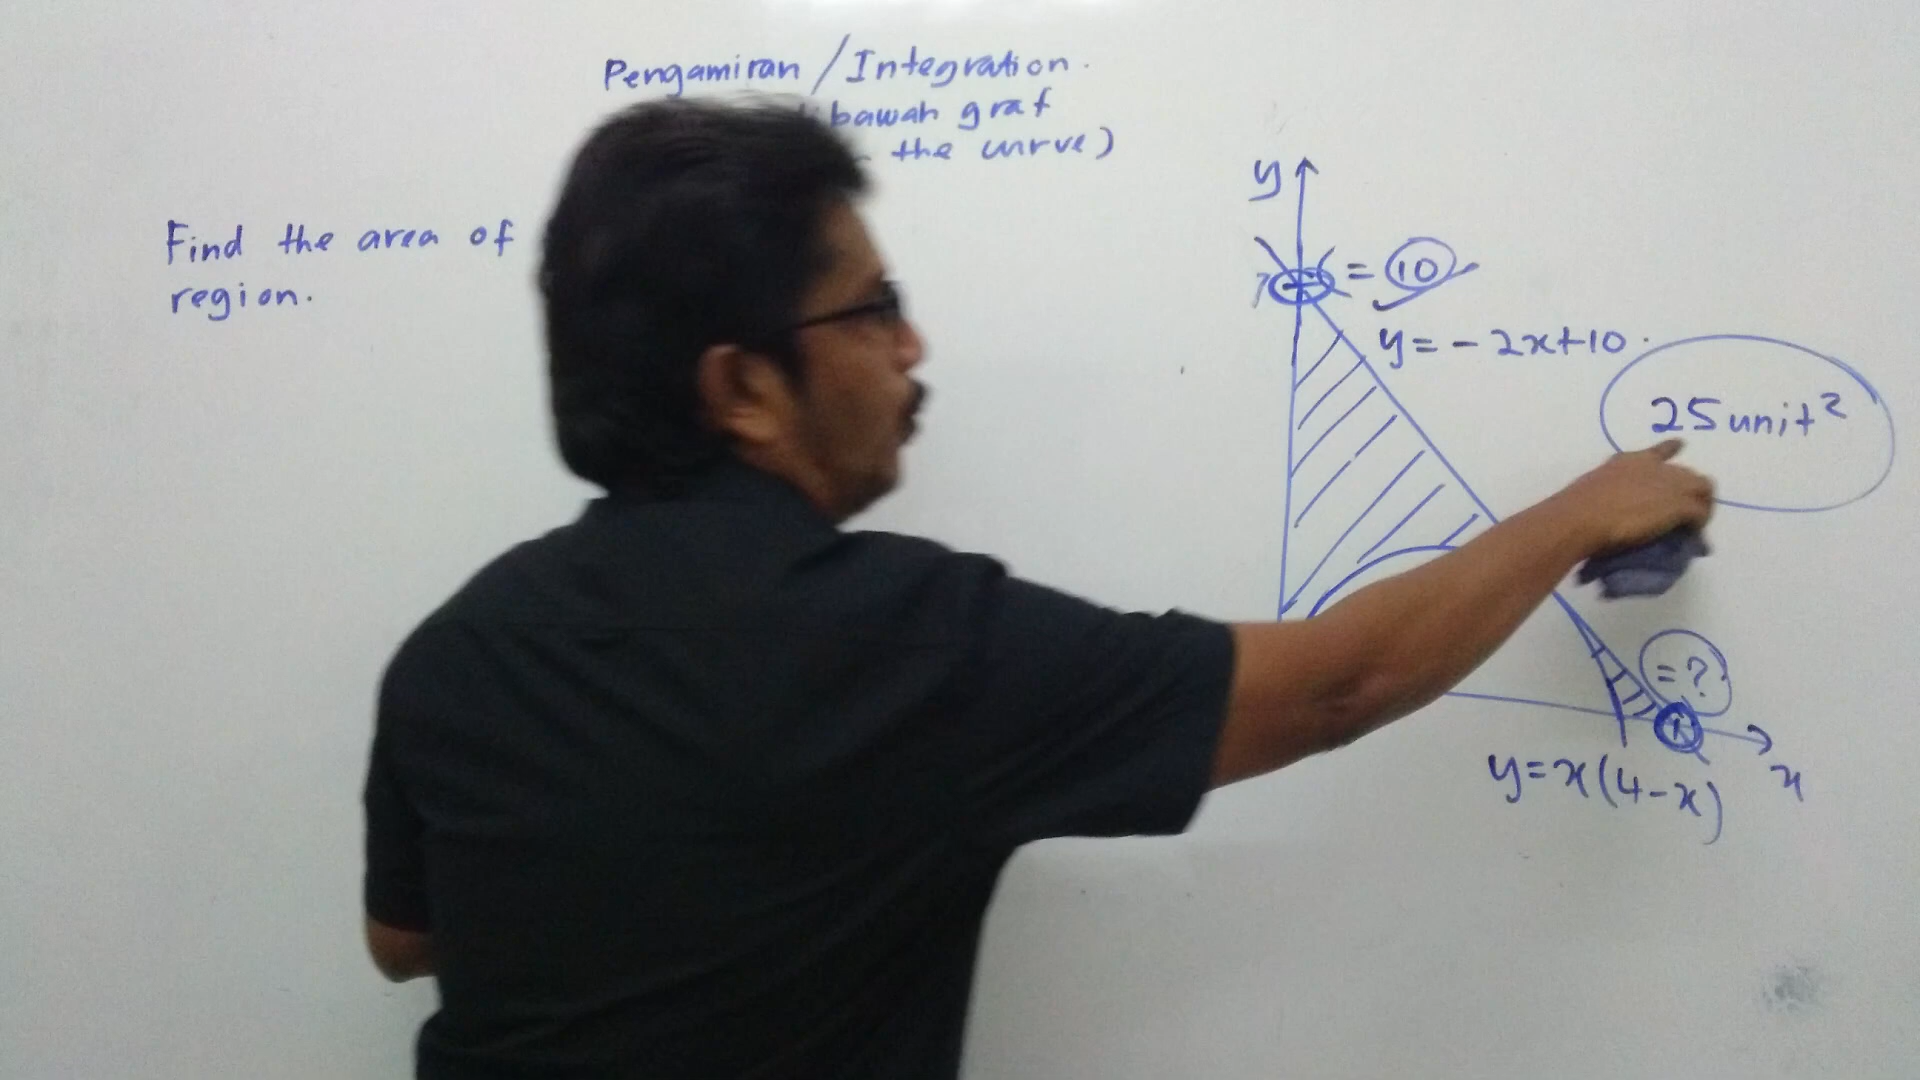 Pengamiran / Integration.
bawah graf
the curve)
Find the area of
region.
y
= 10
y = - 2x + 10.
25 unit²
= ?
x
y = x(4-x)